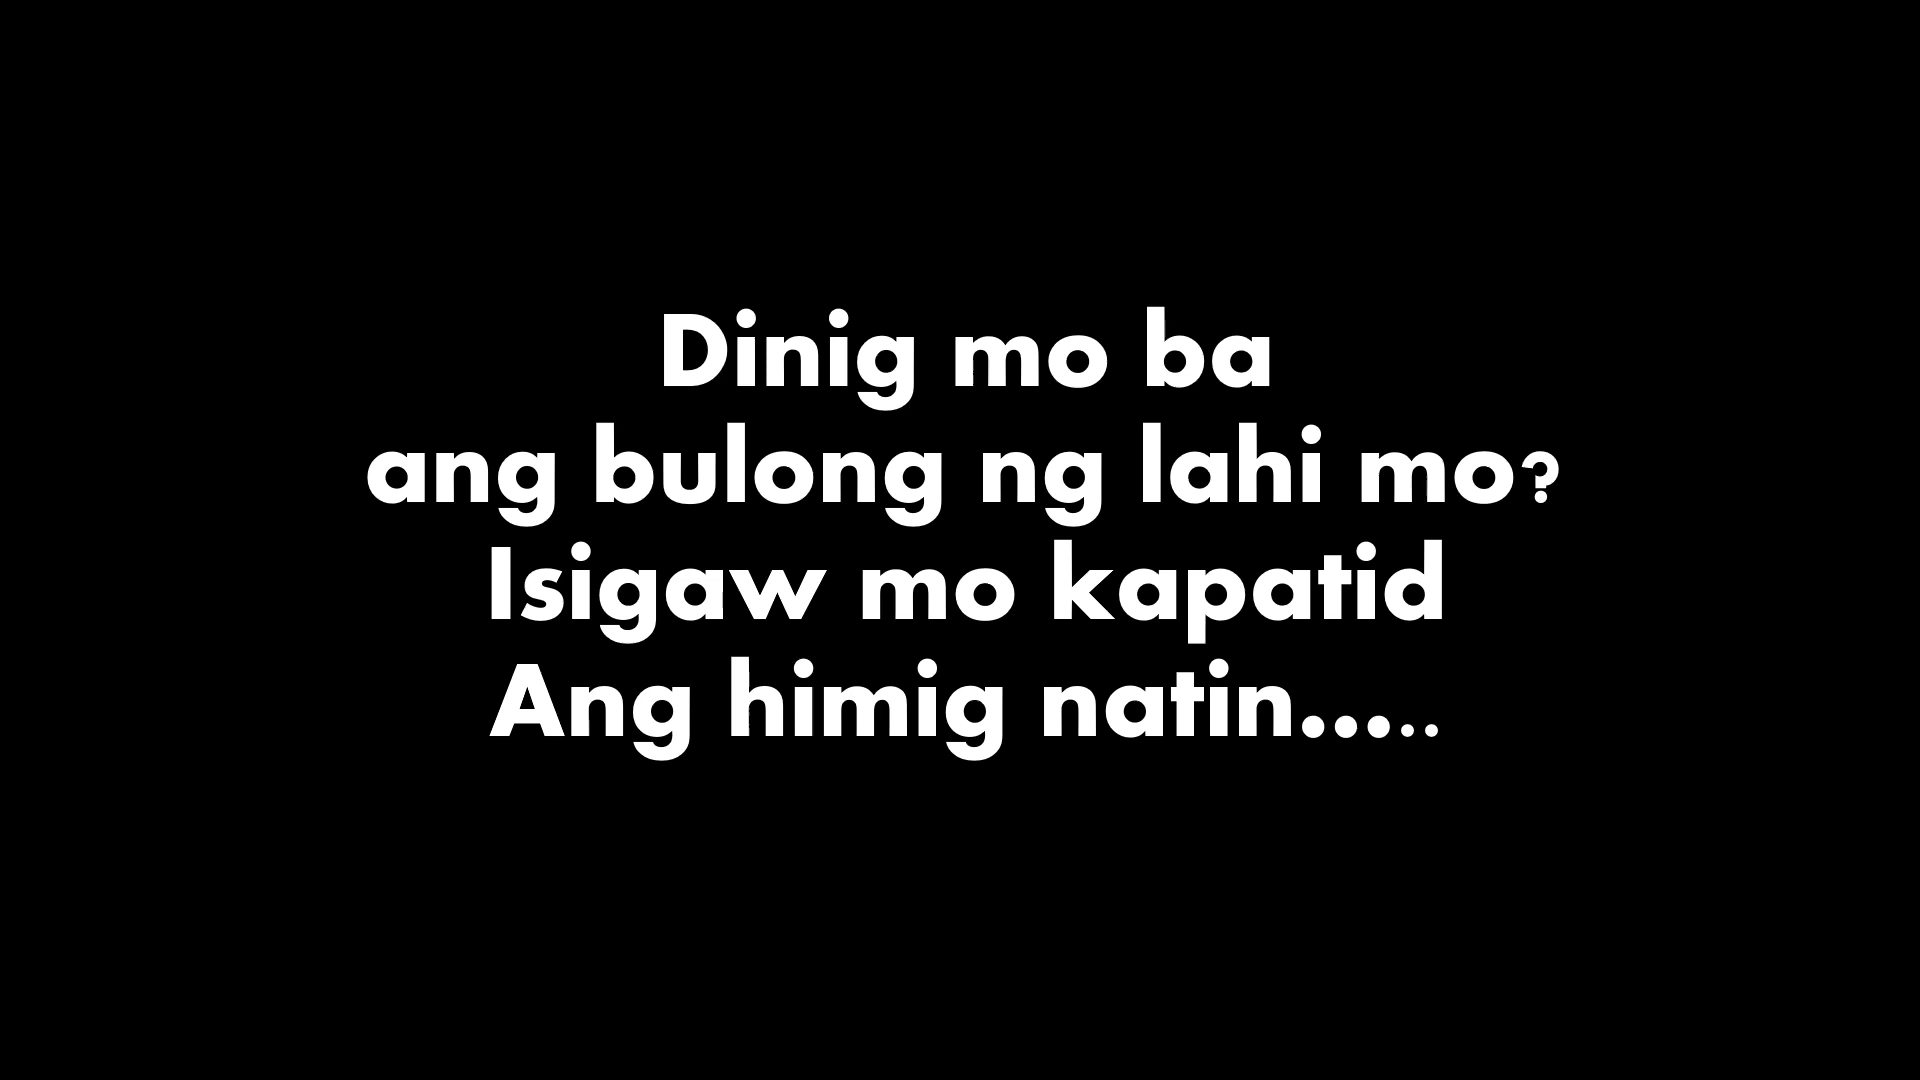 Dinig mo ba
ang bulong ng lahi mo?
Isigaw mo kapatid
Ang himig natin.....